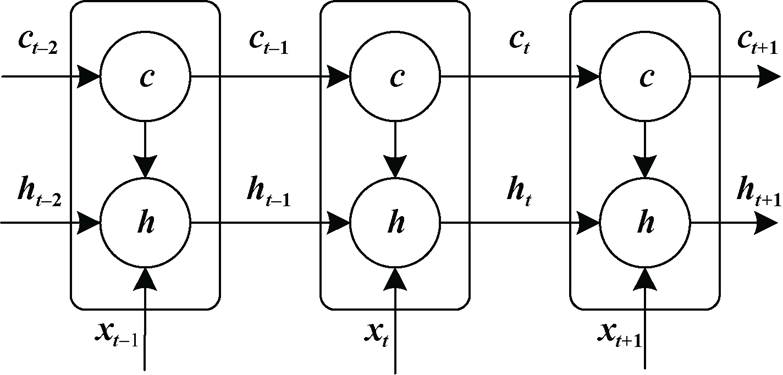 c_{t-2} c_{t-1} c_t c_{t+1}
c c c
h_{t-2} h_{t-1} h_t h_{t+1}
h h h
x_{t-1} x_t x_{t+1}